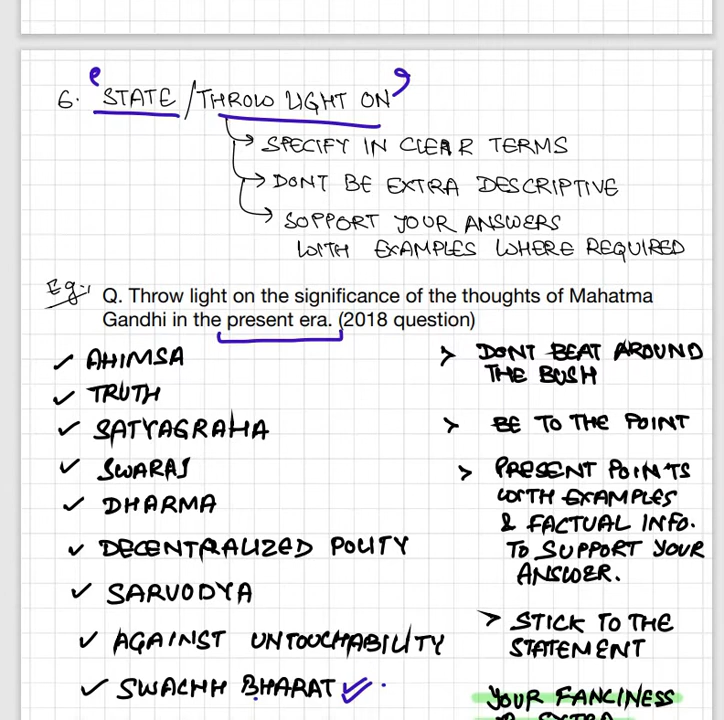 6. "STATE / THROW LIGHT ON"
→ SPECIFY IN CLEAR TERMS
→ DONT BE EXTRA DESCRIPTIVE
→ SOPPORT YOUR ANSWERS
WITH EXAMPLES WHERE REQUIRED
Eg:-
Q. Throw light on the significance of the thoughts of Mahatma
Gandhi in the present era. (2018 question)
✓ AHIMSA
✓ TRUTH
✓ SATYAGRAHA
✓ SWARAJ
✓ DHARMA
✓ DECENTRALIZED POLITY
✓ SARVODYA
✓ AGAINST UNTOUCHABILITY
✓ SWACHH BHARAT ✓
> DONT BEAT AROUND
THE BUSH
> BE TO THE POINT
> PRESENT POINTS
WITH EXAMPLES
& FACTUAL INFO.
TO SUPPORT YOUR
ANSWER.
> STICK TO THE
STATEMENT
YOUR FANCINESS